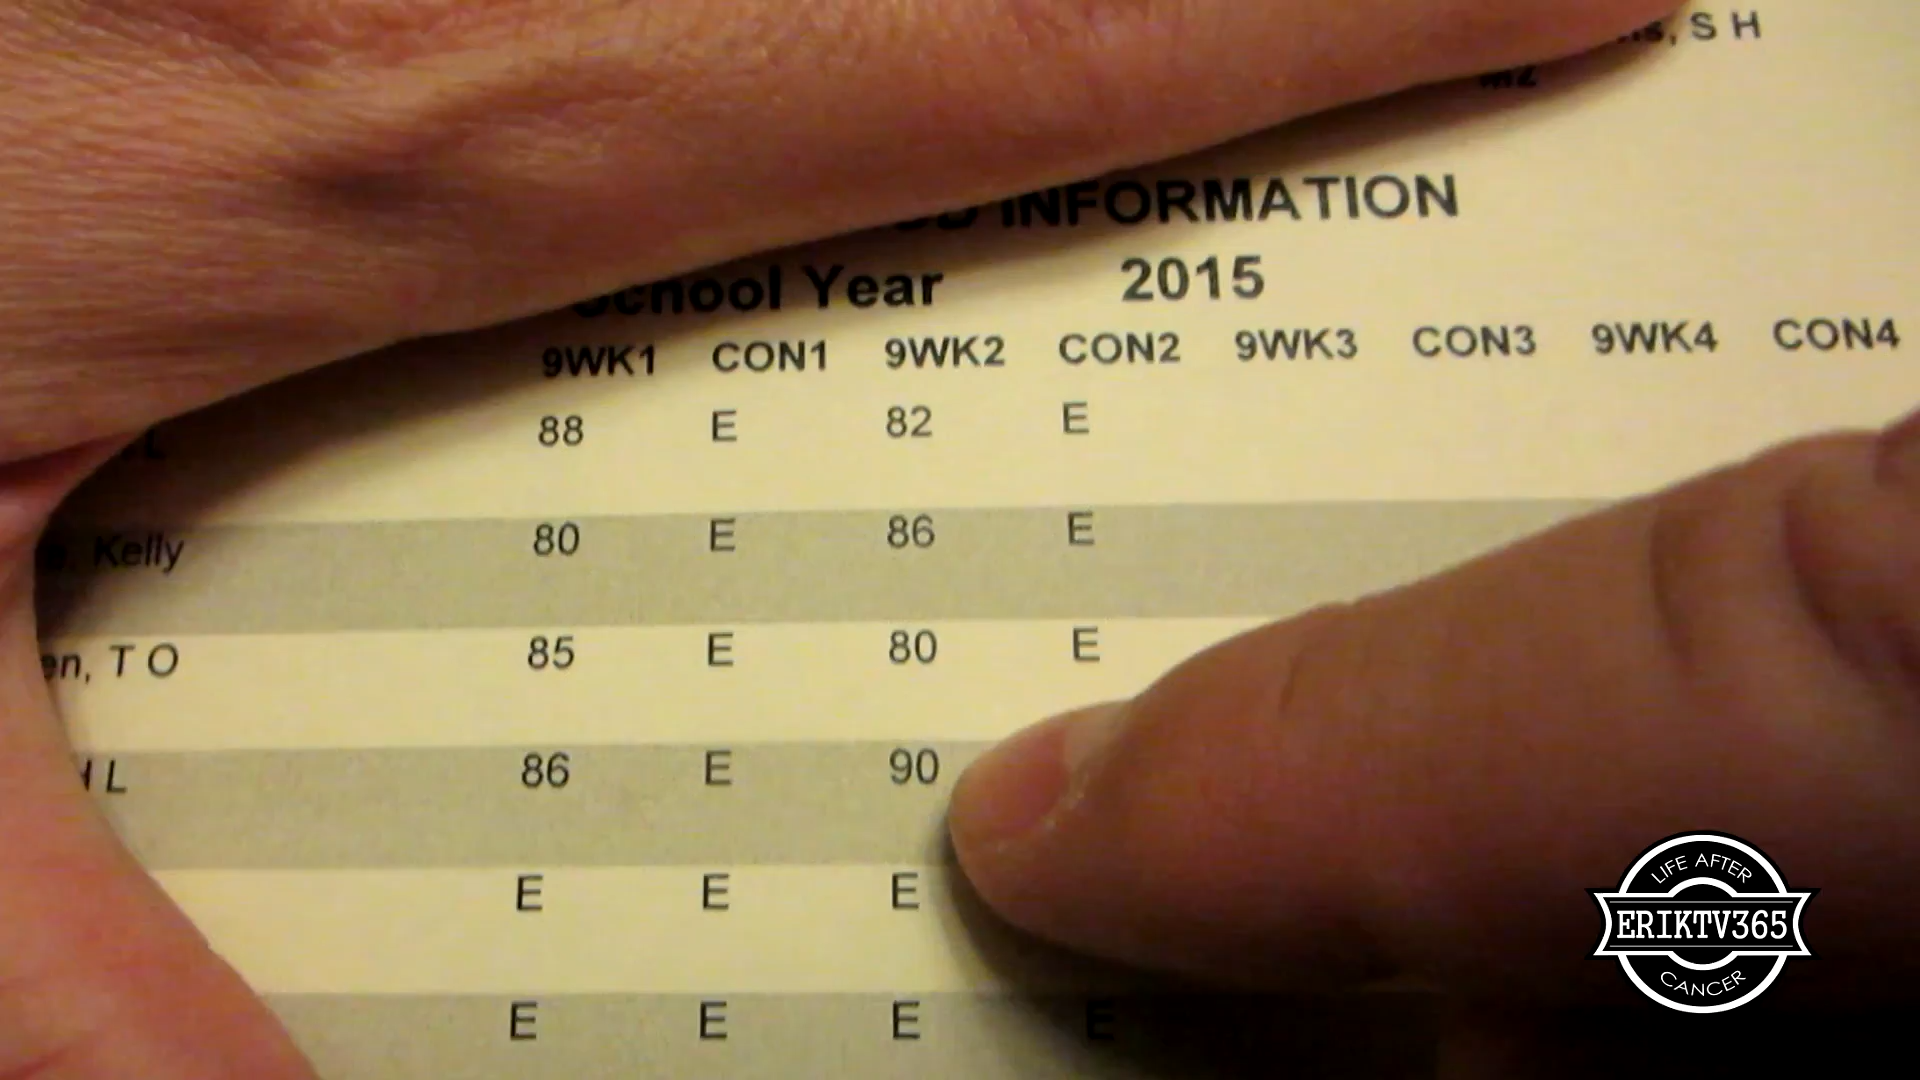 S H
INFORMATION
School Year 2015
9WK1 CON1 9WK2 CON2 9WK3 CON3 9WK4 CON4
L 88 E 82 E
, Kelly 80 E 86 E
en, T O 85 E 80 E
L 86 E 90
E E E
E E E E
LIFE AFTER
ERIKTV365
CANCER